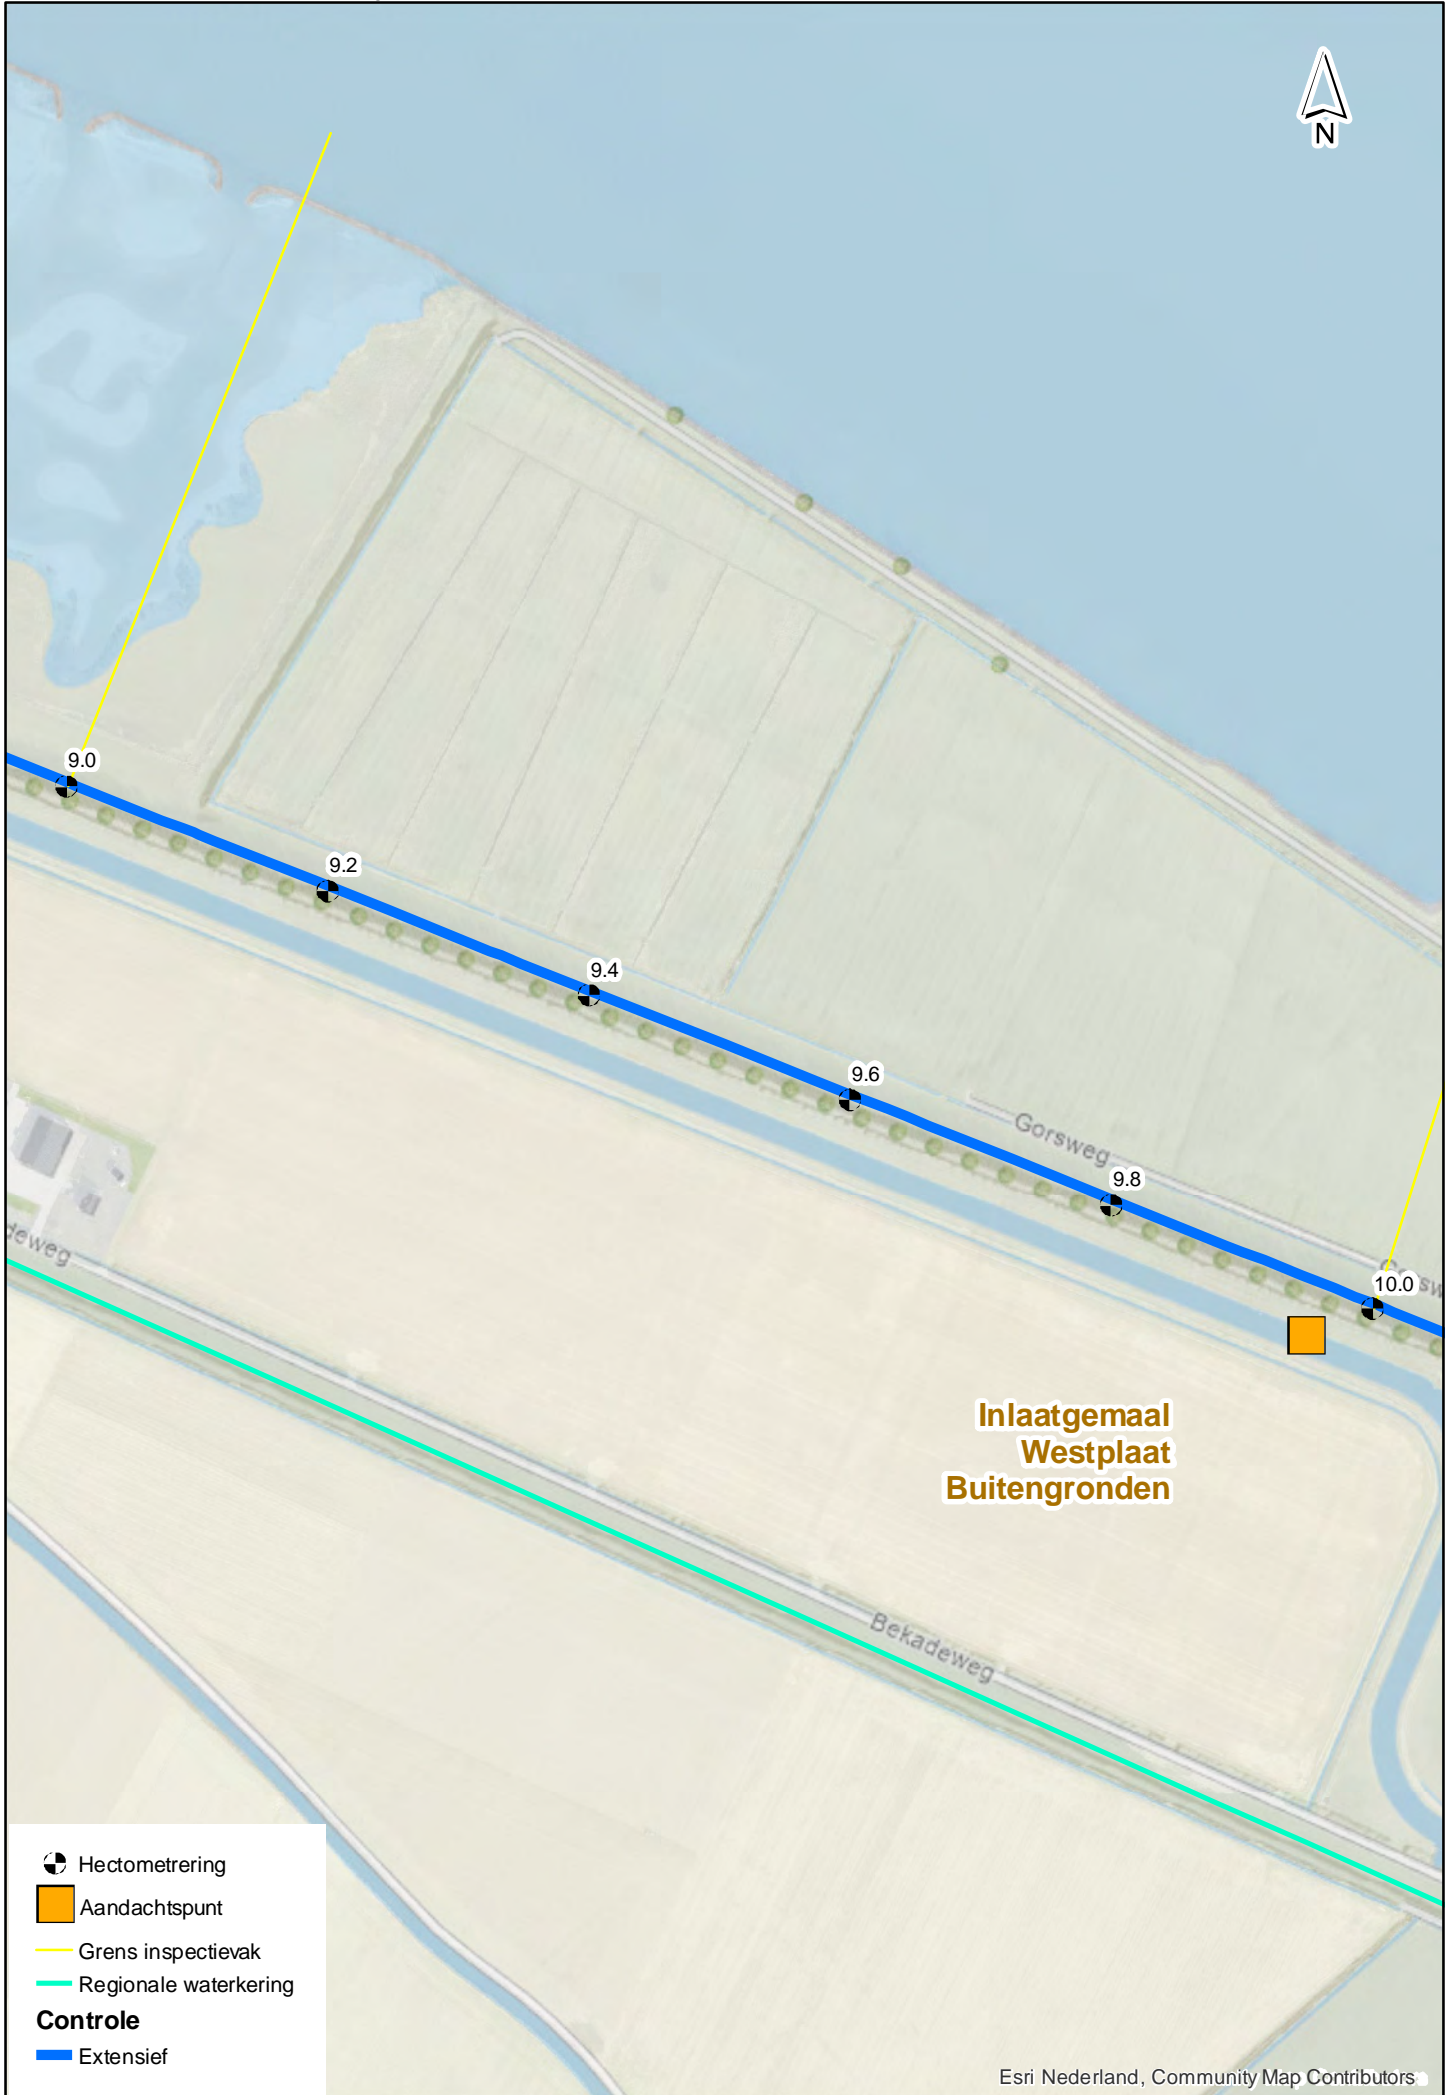 N
9.0
9.2
9.4
9.6
Gorsweg
9.8
10.0
deweg
Inlaatgemaal
Westplaat
Buitengronden
Bekadeweg
Hectometrering
Aandachtspunt
Grens inspectievak
Regionale waterkering
Controle
Extensief
Esri Nederland, Community Map Contributors